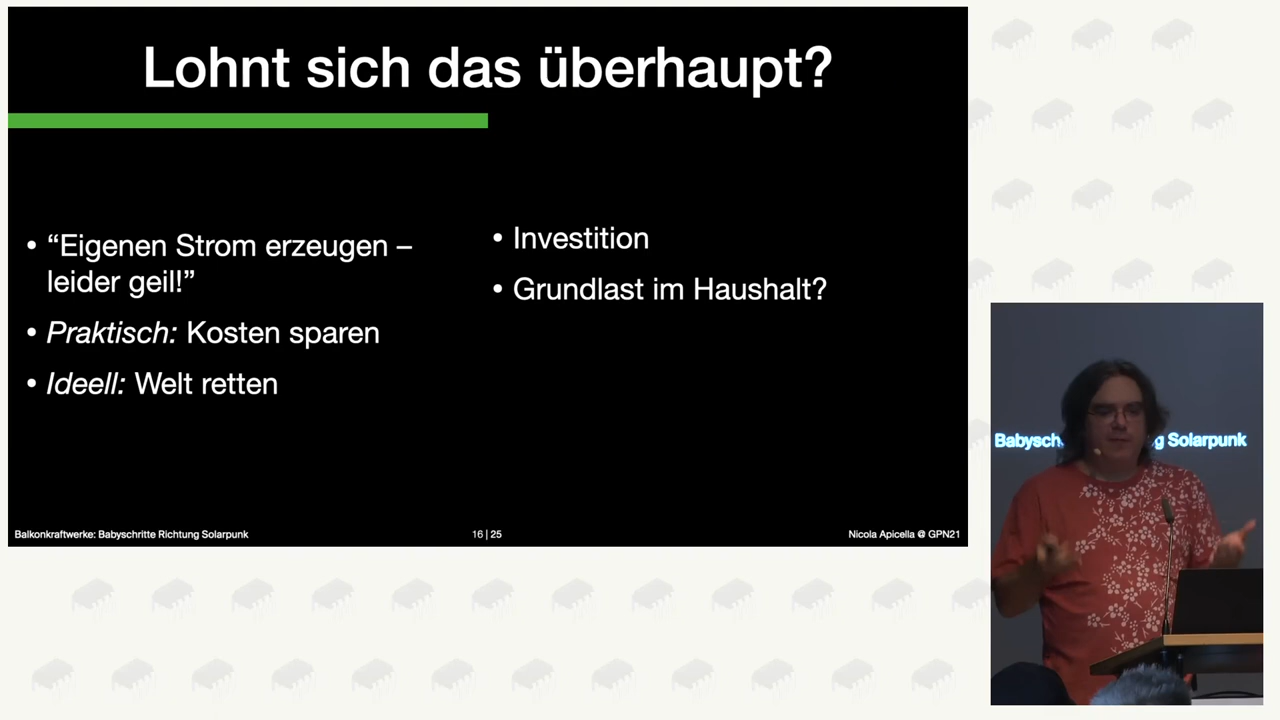 Lohnt sich das überhaupt?
• “Eigenen Strom erzeugen –
leider geil!”
• Praktisch: Kosten sparen
• Ideell: Welt retten
• Investition
• Grundlast im Haushalt?
Balkonkraftwerke: Babyschritte Richtung Solarpunk
16 | 25
Nicola Apicella @ GPN21
Babysch
g Solarpunk